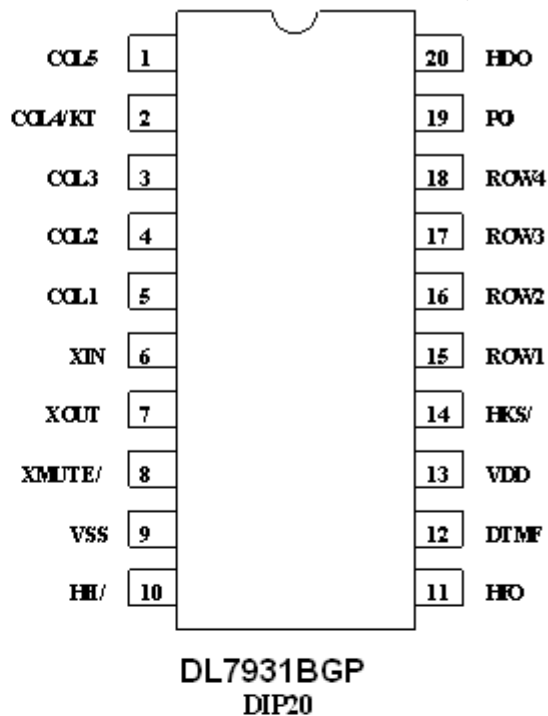 COL5 1 20 HDO
COL4/KT 2 19 PO
COL3 3 18 ROW4
COL2 4 17 ROW3
COL1 5 16 ROW2
XIN 6 15 ROW1
XOUT 7 14 HKS/
XMUTE/ 8 13 VDD
VSS 9 12 DTMF
10 11 HFO
DL7931BGP
DIP20